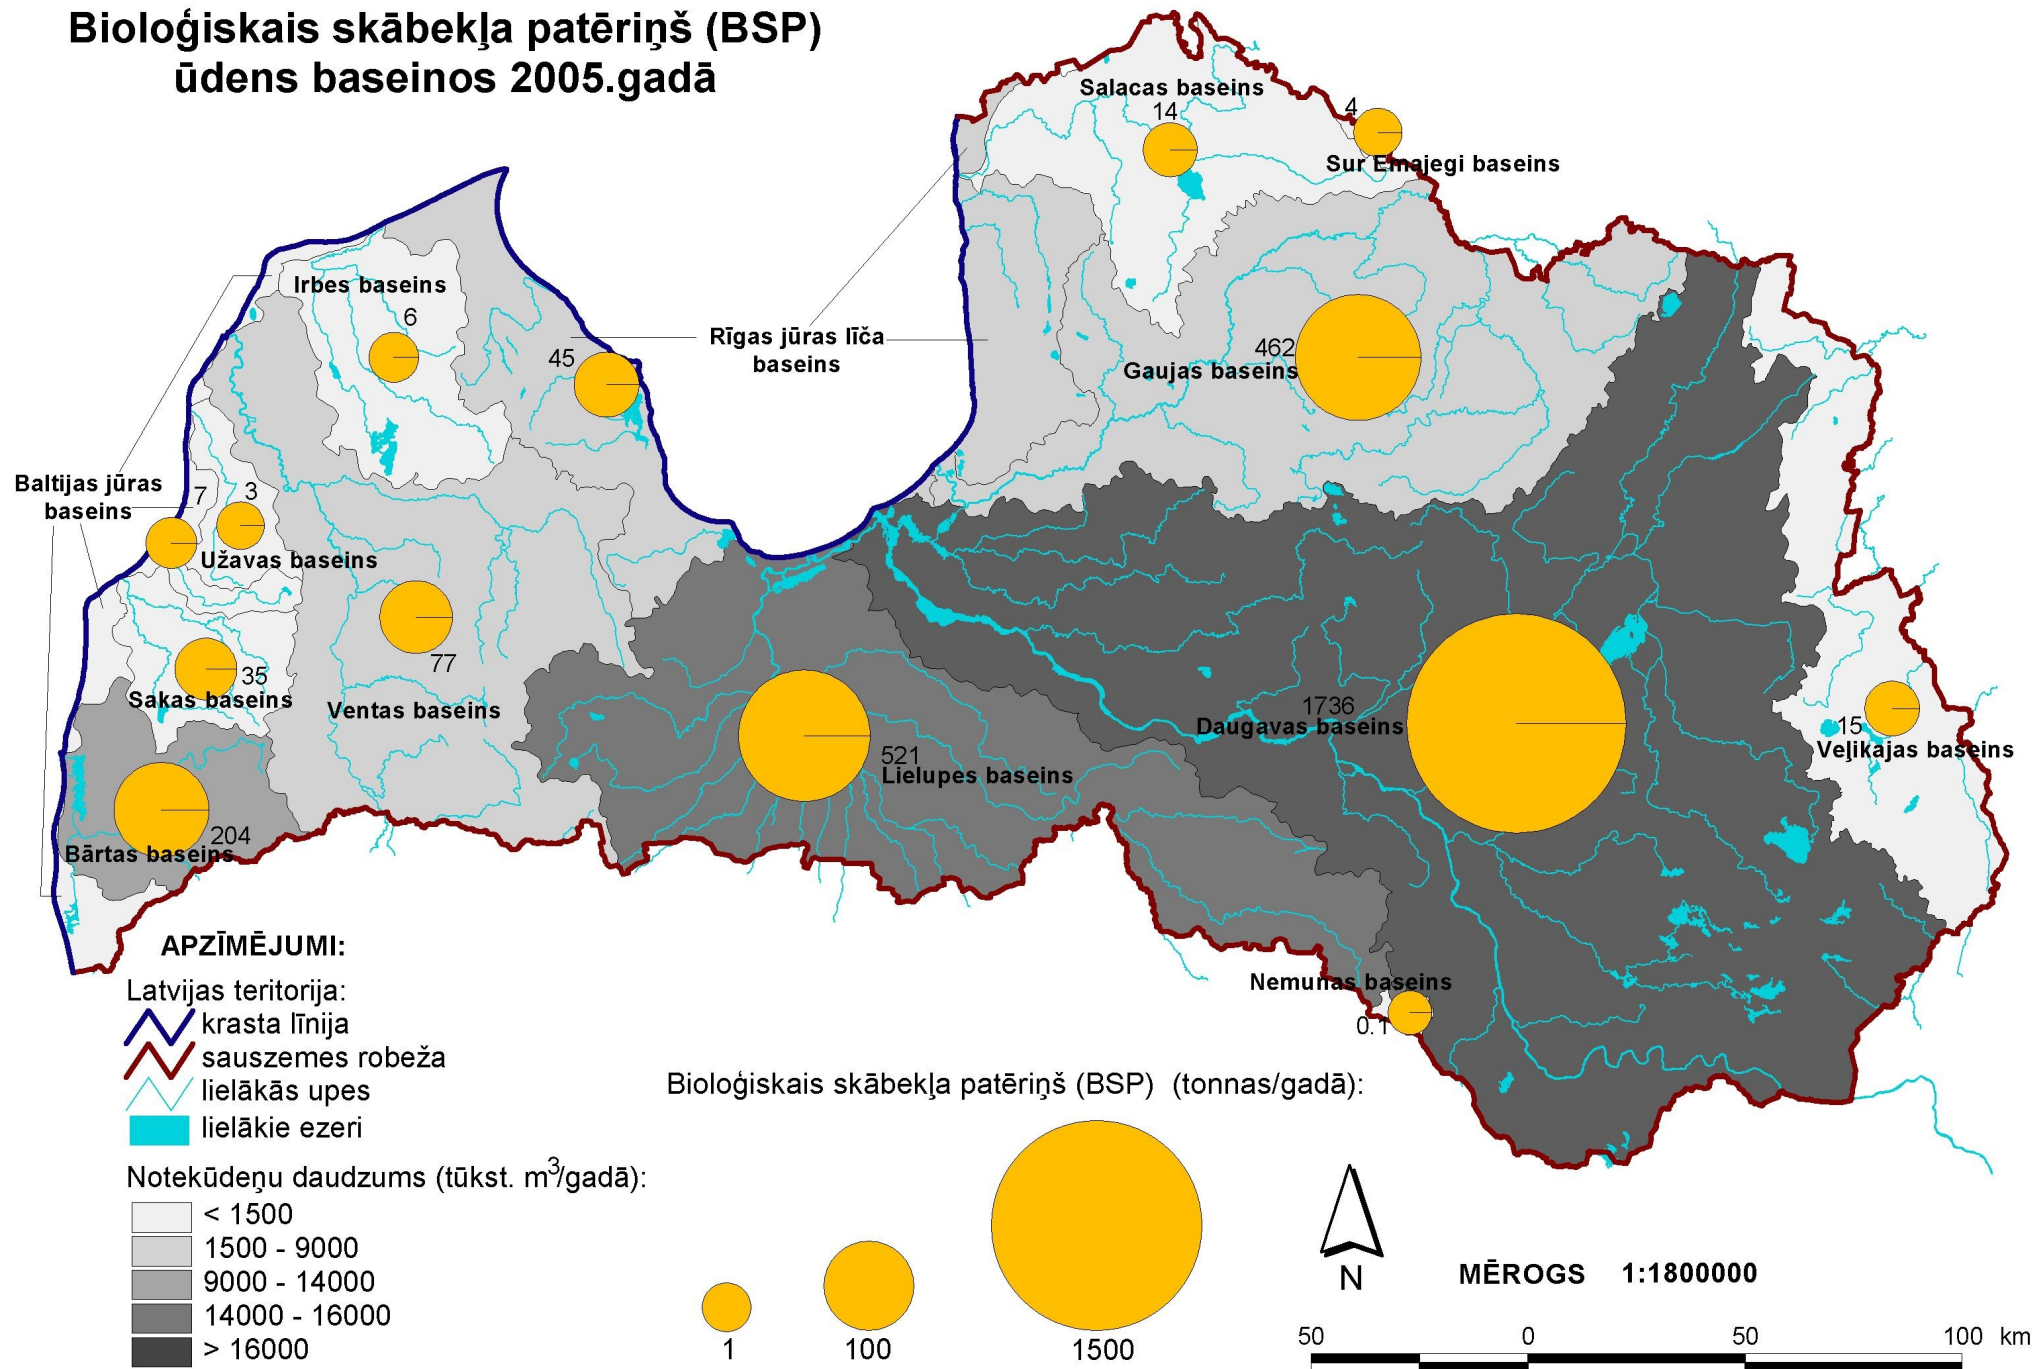 Bioloģiskais skābekļa patēriņš (BSP)
ūdens baseinos 2005.gadā
Salacas baseins
14
4
Sur Emajegi baseins
Irbes baseins
6
45
Rīgas jūras līča
baseins
462
Gaujas baseins
Baltijas jūras
baseins
7
3
Užavas baseins
35
Sakas baseins
77
Ventas baseins
521
Lielupes baseins
1736
Daugavas baseins
15
Veļikajas baseins
204
Bārtas baseins
Nemunas baseins
0.1
APZĪMĒJUMI:
Latvijas teritorija:
krasta līnija
sauszemes robeža
lielākās upes
lielākie ezeri
Notekūdeņu daudzums (tūkst. m³/gadā):
< 1500
1500 - 9000
9000 - 14000
14000 - 16000
> 16000
Bioloģiskais skābekļa patēriņš (BSP) (tonnas/gadā):
1 100 1500
N
MĒROGS 1:1800000
50 0 50 100 km